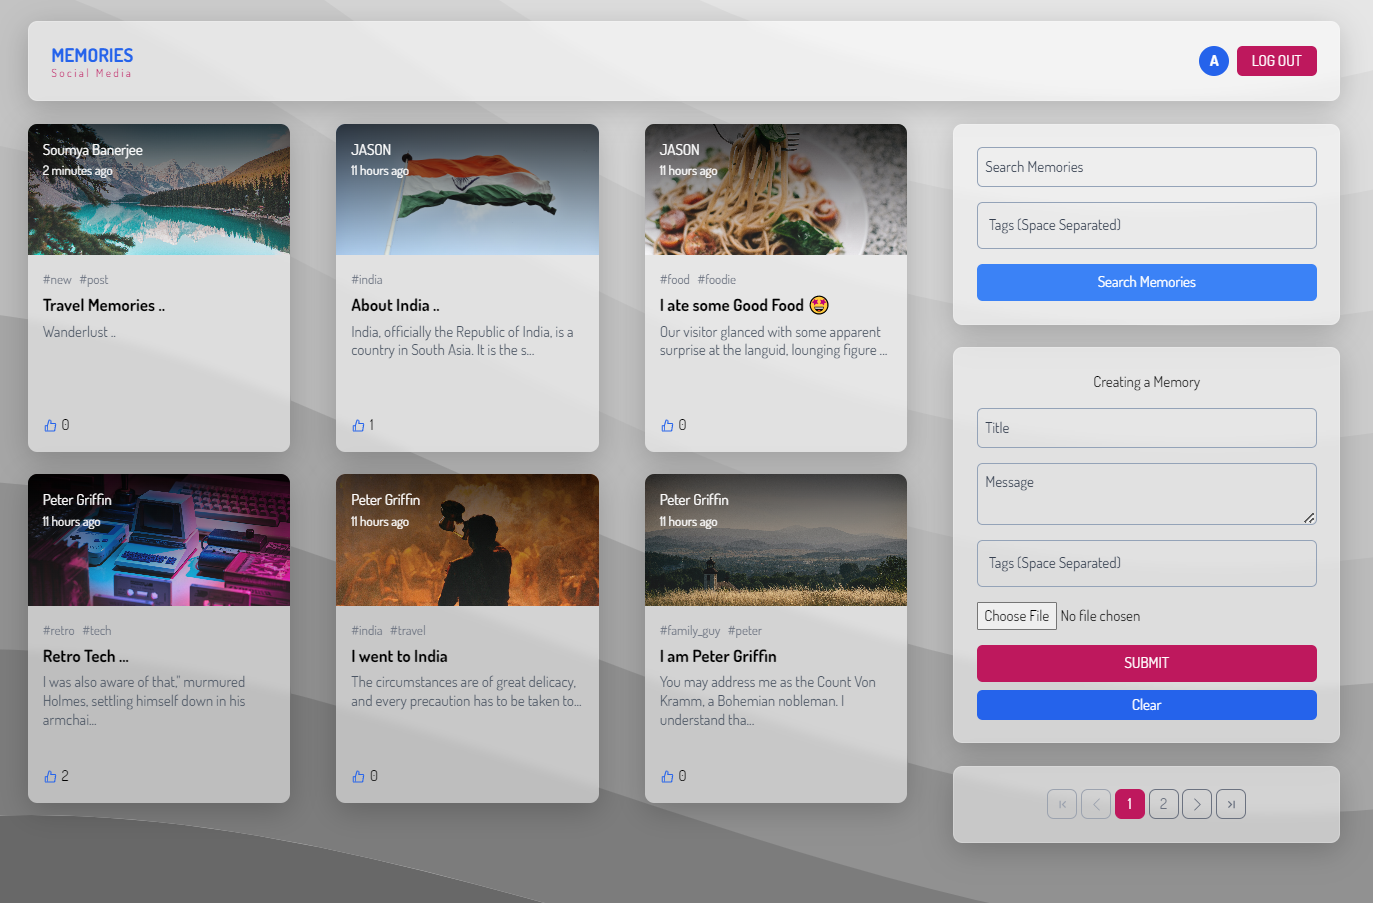 MEMORIES
Social Media
A
LOG OUT
Soumya Banerjee
2 minutes ago
#new #post
Travel Memories ..
Wanderlust ..
0
JASON
11 hours ago
#india
About India ..
India, officially the Republic of India, is a
country in South Asia. It is the s...
1
JASON
11 hours ago
#food #foodie
I ate some Good Food 🤩
Our visitor glanced with some apparent
surprise at the languid, lounging figure ...
0
Peter Griffin
11 hours ago
#retro #tech
Retro Tech ...
I was also aware of that," murmured
Holmes, settling himself down in his
armchai...
2
Peter Griffin
11 hours ago
#india #travel
I went to India
The circumstances are of great delicacy,
and every precaution has to be taken to...
0
Peter Griffin
11 hours ago
#family_guy #peter
I am Peter Griffin
You may address me as the Count Von
Kramm, a Bohemian nobleman. I
understand tha...
0
Search Memories
Tags (Space Separated)
Search Memories
Creating a Memory
Title
Message
Tags (Space Separated)
Choose File No file chosen
SUBMIT
Clear
1 2